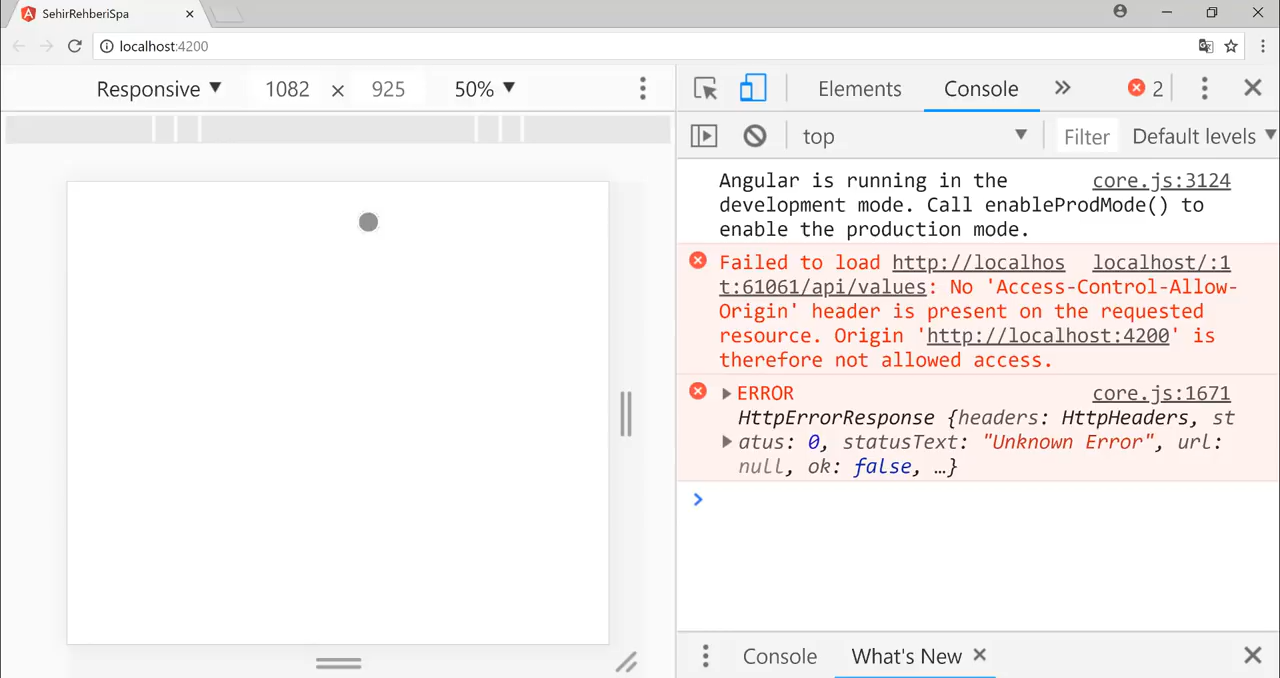 SehirRehberiSpa
localhost:4200
Responsive 1082 × 925 50%
Elements Console 2
top Filter Default levels
Angular is running in the core.js:3124
development mode. Call enableProdMode() to
enable the production mode.
Failed to load http://localhos localhost/:1
t:61061/api/values: No 'Access-Control-Allow-
Origin' header is present on the requested
resource. Origin 'http://localhost:4200' is
therefore not allowed access.
ERROR core.js:1671
HttpErrorResponse {headers: HttpHeaders, st
atus: 0, statusText: "Unknown Error", url:
null, ok: false, …}
Console What's New